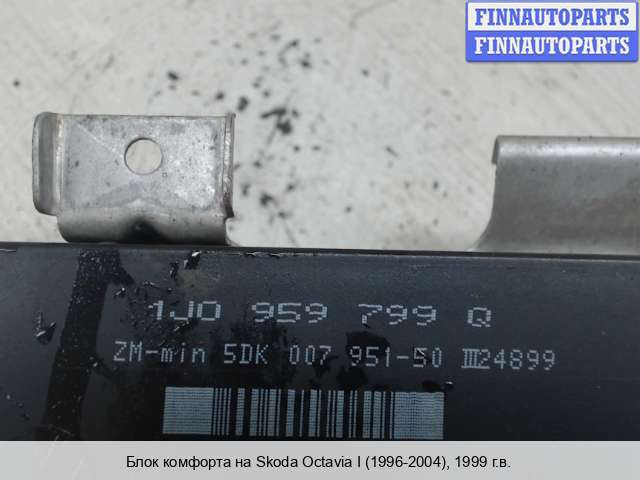 FINNAUTOPARTS
FINNAUTOPARTS
1J0 959 799 Q
ZM-min 5DK 007 951-50 III24899
Блок комфорта на Skoda Octavia I (1996-2004), 1999 г.в.